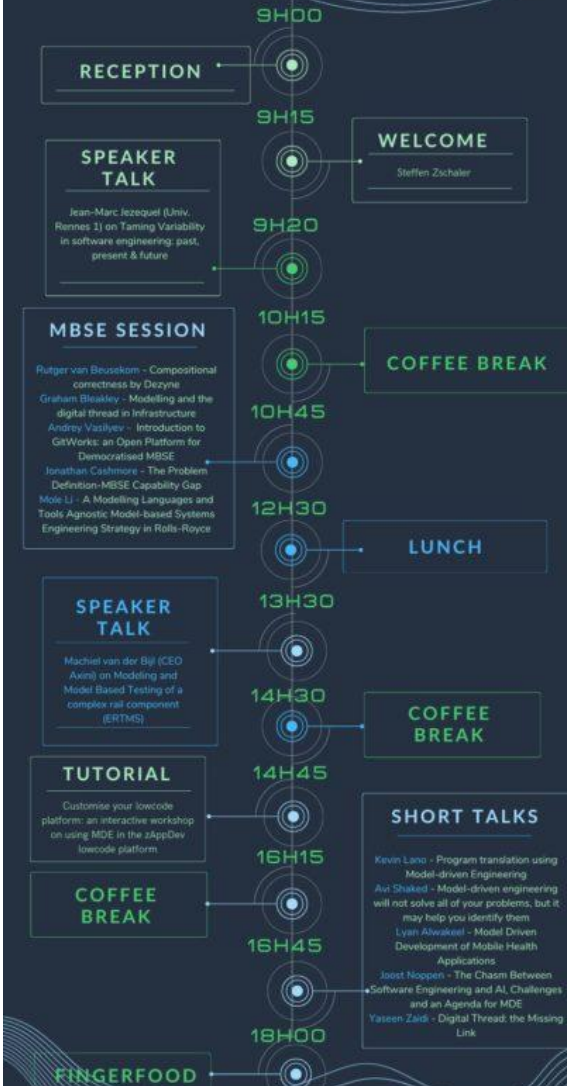 9H00
RECEPTION
9H15
WELCOME
Steffen Zschaler
SPEAKER
TALK
Jean-Marc Jezequel (Univ.
Rennes 1) on Taming Variability
in software engineering: past,
present & future
9H20
10H15
COFFEE BREAK
MBSE SESSION
Rutger van Beusekom - Compositional
correctness by Dezyne
Graham Bleakley - Modelling and the
digital thread in Infrastructure
Andrey Vasilyev - Introduction to
GitWorks: an Open Platform for
Democratised MBSE
Jonathan Cashmore - The Problem
Definition-MBSE Capability Gap
Mole Li - A Modelling Languages and
Tools Agnostic Model-based Systems
Engineering Strategy in Rolls-Royce
10H45
12H30
LUNCH
13H30
SPEAKER
TALK
Machiel van der Bijl (CEO
Axini) on Modeling and
Model Based Testing of a
complex rail component
(ERTMS)
14H30
COFFEE
BREAK
14H45
TUTORIAL
Customise your lowcode
platform: an interactive workshop
on using MDE in the zAppDev
lowcode platform
16H15
COFFEE
BREAK
16H45
SHORT TALKS
Kevin Lano - Program translation using
Model-driven Engineering
Avi Shaked - Model-driven engineering
will not solve all of your problems, but it
may help you identify them
Lyan Alwakeel - Model Driven
Development of Mobile Health
Applications
Joost Noppen - The Chasm Between
Software Engineering and AI, Challenges
and an Agenda for MDE
Yaseen Zaidi - Digital Thread: the Missing
Link
18H00
FINGERFOOD